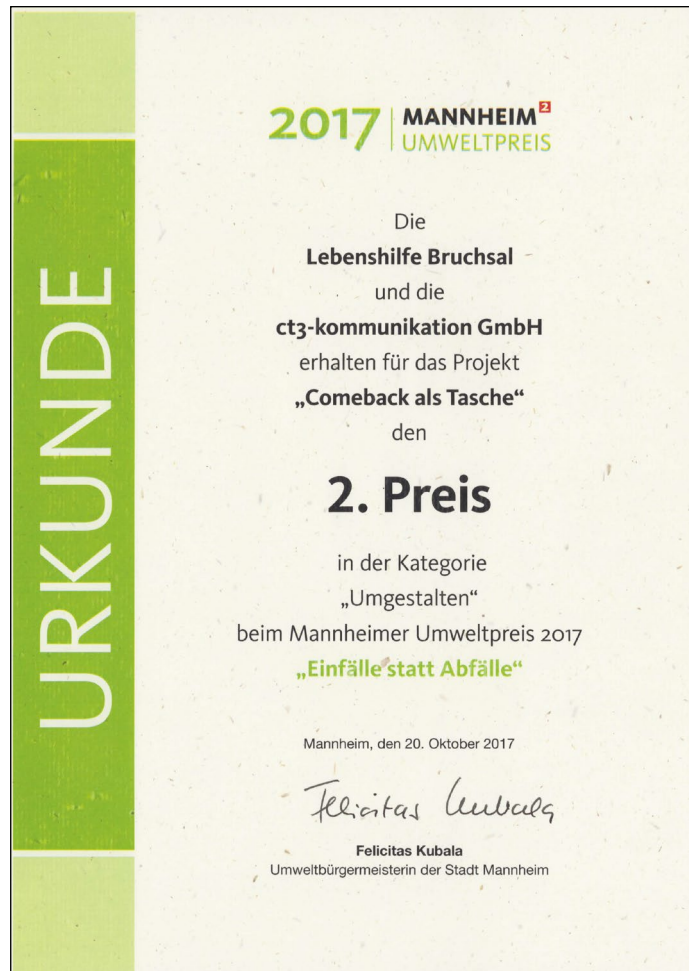 URKUNDE
2017 MANNHEIM²
UMWELTPREIS
Die
Lebenshilfe Bruchsal
und die
ct3-kommunikation GmbH
erhalten für das Projekt
„Comeback als Tasche“
den
2. Preis
in der Kategorie
„Umgestalten“
beim Mannheimer Umweltpreis 2017
„Einfälle statt Abfälle“
Mannheim, den 20. Oktober 2017
Felicitas Kubala
Felicitas Kubala
Umweltbürgermeisterin der Stadt Mannheim